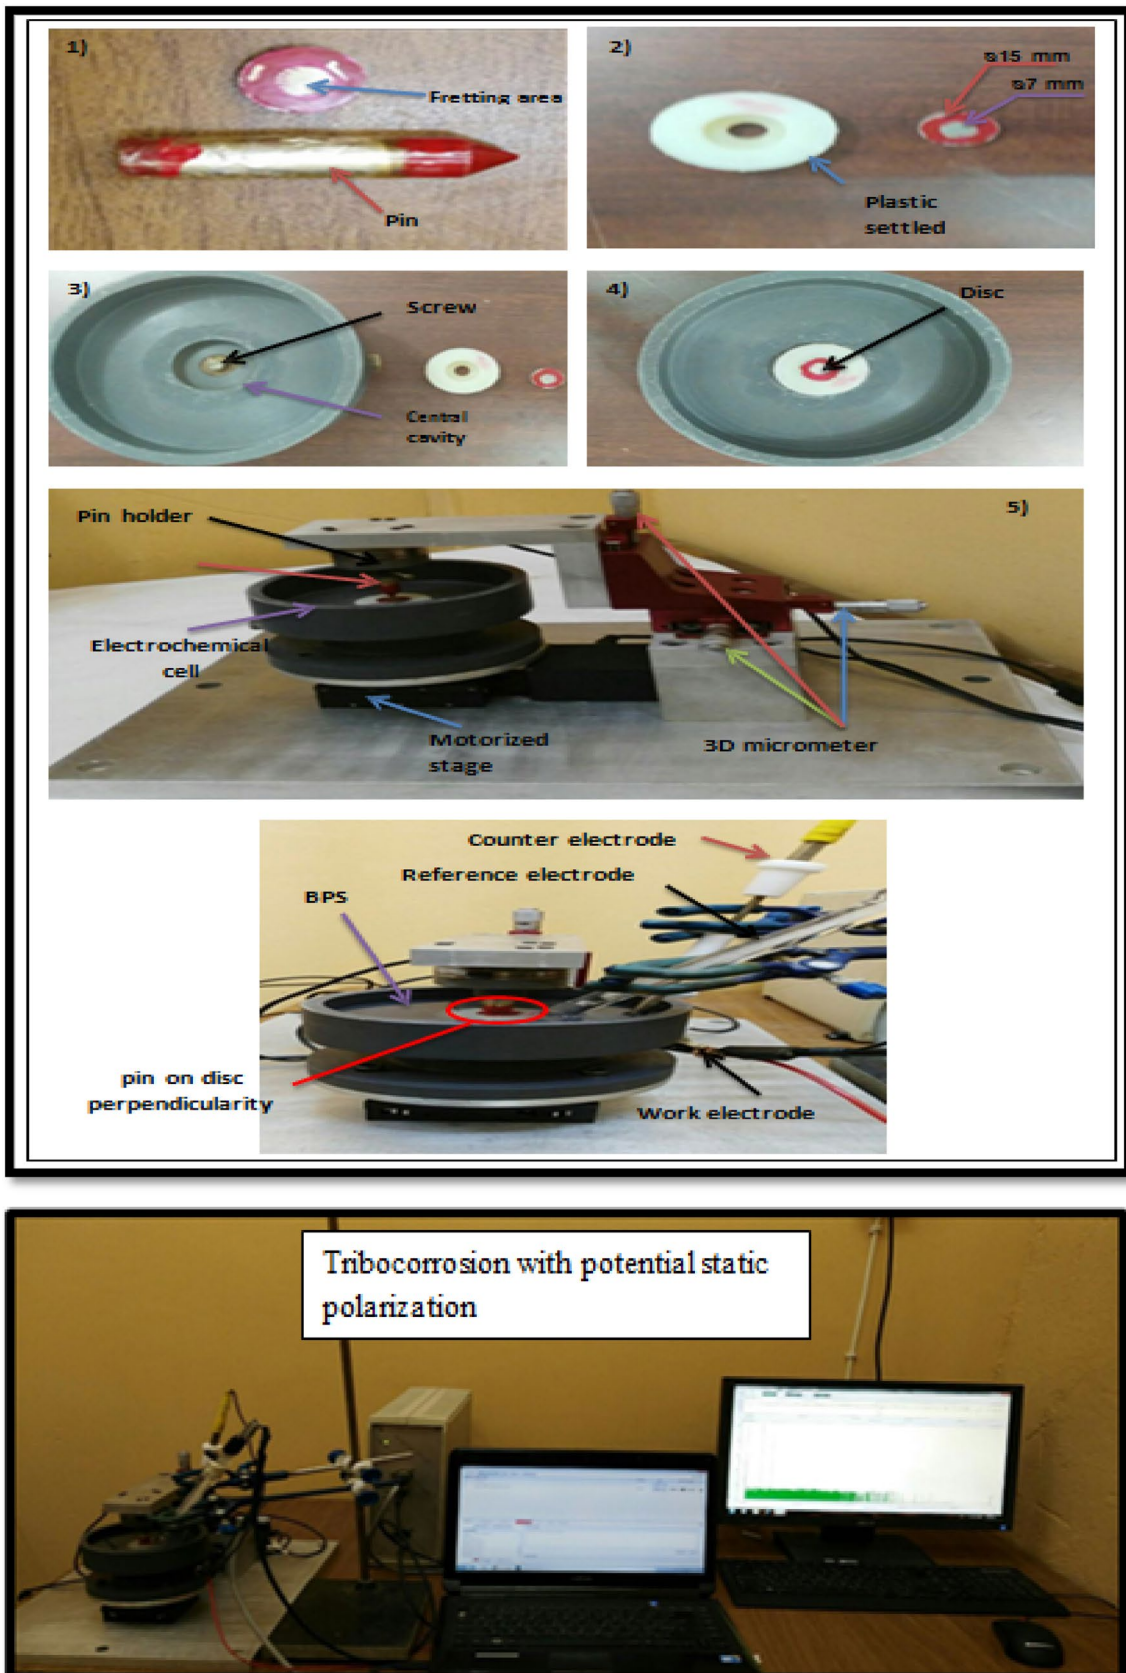 1)
Fretting area
Pin
2)
ø15 mm
ø7 mm
Plastic
settled
3)
Screw
Central
cavity
4)
Disc
5)
Pin holder
Electrochemical
cell
Motorized
stage
3D micrometer
Counter electrode
Reference electrode
BPS
pin on disc
perpendicularity
Work electrode
Tribocorrosion with potential static
polarization